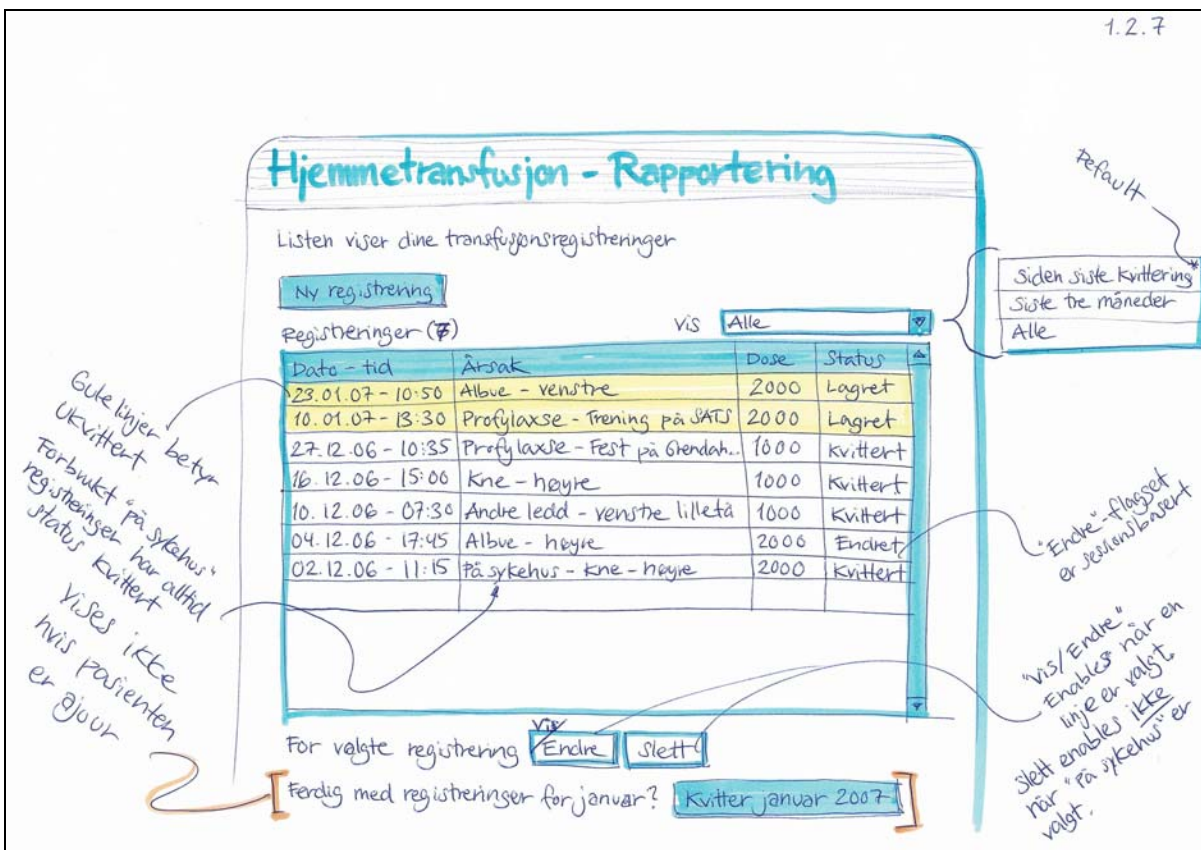 1.2.7
Hjemmetransfusjon - Rapportering
Listen viser dine transfusjonsregistreringer
Ny registrering
Registreringer (7)
Vis Alle
Dato - tid Årsak Dose Status
23.01.07 - 10:50 Albue - venstre 2000 Lagret
10.01.07 - 13:30 Profylaxse - Trening på SATS 2000 Lagret
27.12.06 - 10:35 Profylaxse - Fest på Grendah.. 1000 Kvittert
16.12.06 - 15:00 Kne - høyre 1000 Kvittert
10.12.06 - 07:30 Andre ledd - venstre lilletå 1000 Kvittert
04.12.06 - 17:45 Albue - høyre 2000 Endret
02.12.06 - 11:15 På sykehus - kne - høyre 2000 Kvittert
For valgte registrering Vis/Endre Slett
Ferdig med registreringer for januar? Kvitter januar 2007
Default
Siden siste kvittering*
Siste tre måneder
Alle
Gule linjer betyr
Ukvittert
Forbrukt "på sykehus"
registreringer har alltid
status kvittert
Vises ikke
hvis pasienten
er ajour
"Endre"-flagget
er sessionsbasert
"Vis/Endre"
Enables når en
linje er valgt.
Slett enables ikke
når "På sykehus" er
valgt.